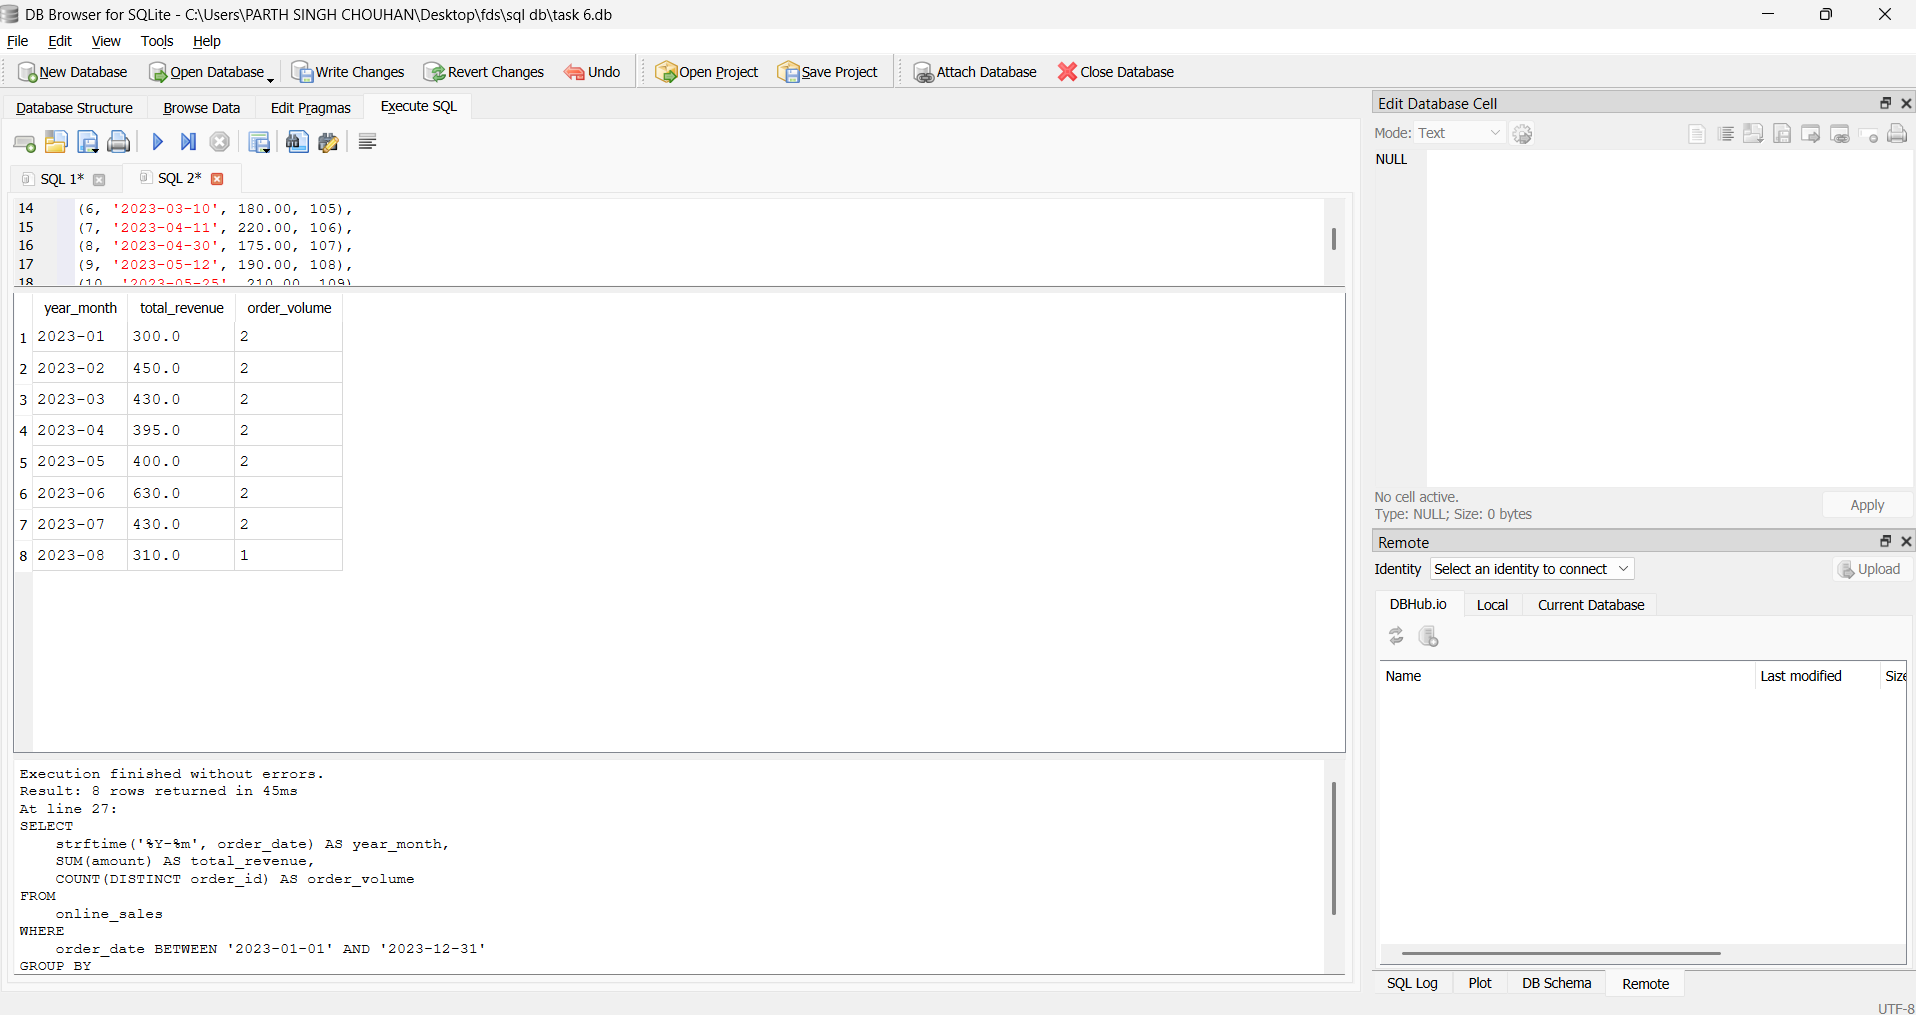 DB Browser for SQLite - C:\Users\PARTH SINGH CHOUHAN\Desktop\fds\sql db\task 6.db
File Edit View Tools Help
New Database Open Database Write Changes Revert Changes Undo Open Project Save Project Attach Database Close Database
Database Structure Browse Data Edit Pragmas Execute SQL
SQL 1* SQL 2*
14 (6, '2023-03-10', 180.00, 105),
15 (7, '2023-04-11', 220.00, 106),
16 (8, '2023-04-30', 175.00, 107),
17 (9, '2023-05-12', 190.00, 108),
18 (10, '2023-05-25', 210.00, 109)
year_month total_revenue order_volume
1 2023-01 300.0 2
2 2023-02 450.0 2
3 2023-03 430.0 2
4 2023-04 395.0 2
5 2023-05 400.0 2
6 2023-06 630.0 2
7 2023-07 430.0 2
8 2023-08 310.0 1
Execution finished without errors.
Result: 8 rows returned in 45ms
At line 27:
SELECT
strftime('%Y-%m', order_date) AS year_month,
SUM(amount) AS total_revenue,
COUNT(DISTINCT order_id) AS order_volume
FROM
online_sales
WHERE
order_date BETWEEN '2023-01-01' AND '2023-12-31'
GROUP BY
Edit Database Cell
Mode: Text
NULL
No cell active.
Type: NULL; Size: 0 bytes
Apply
Remote
Identity Select an identity to connect Upload
DBHub.io Local Current Database
Name Last modified Size
SQL Log Plot DB Schema Remote
UTF-8